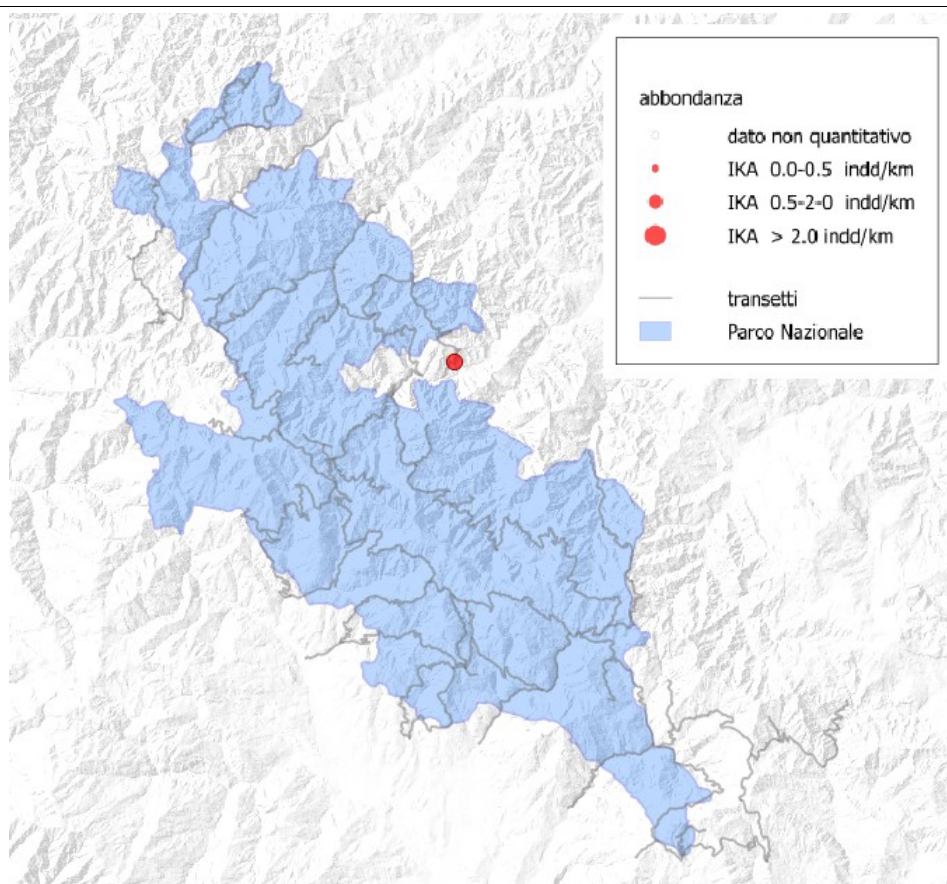 abbondanza
dato non quantitativo
IKA 0.0-0.5 indd/km
IKA 0.5-2-0 indd/km
IKA > 2.0 indd/km
transetti
Parco Nazionale